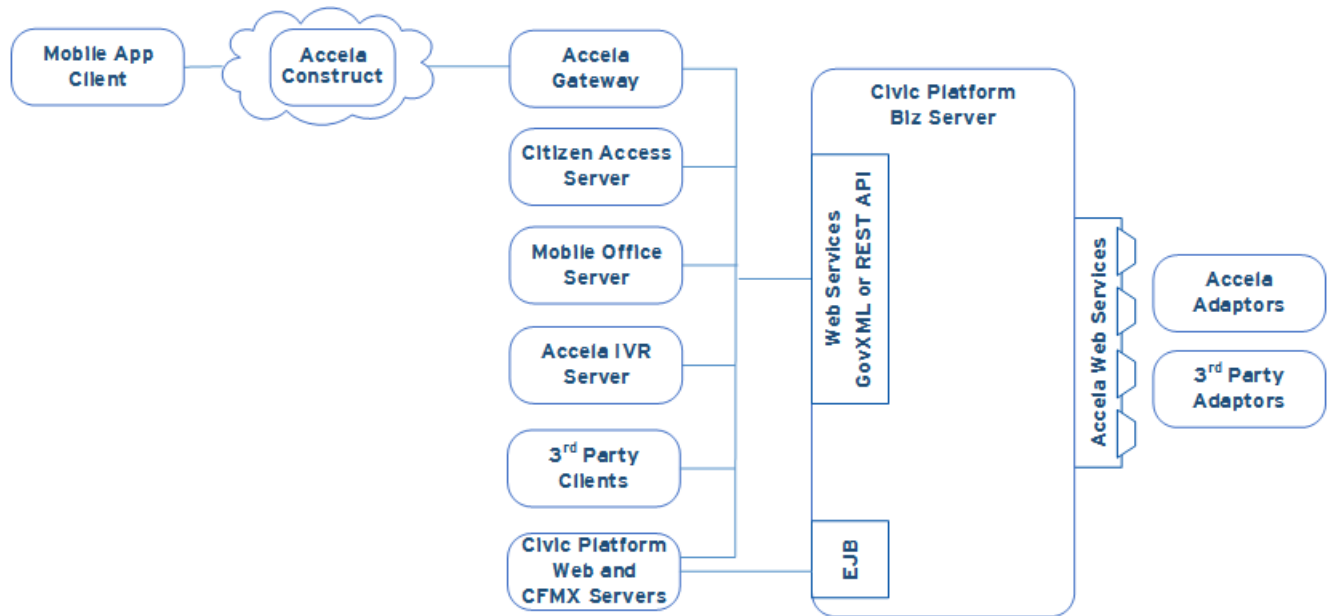 Mobile App
Client
Accela
Construct
Accela
Gateway
Citizen Access
Server
Mobile Office
Server
Accela IVR
Server
3rd Party
Clients
Civic Platform
Web and
CFMX Servers
Civic Platform
Biz Server
Web Services
GovXML or REST API
EJB
Accela Web Services
Accela
Adaptors
3rd Party
Adaptors